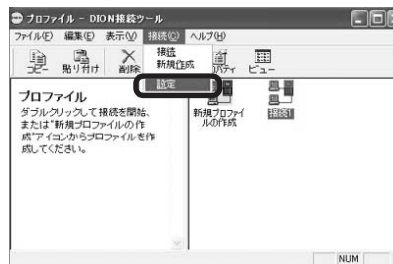 プロファイル - DION接続ツール
ファイル(F) 編集(E) 表示(V) 接続(C) ヘルプ(H)
接続
新規作成
設定
コピー 貼り付け 削除 パティ ビュー
プロファイル
ダブルクリックして接続を開始、
または"新規プロファイルの作
成"アイコンからプロファイルを作
成してください。
新規プロファイ
ルの作成
接続1
NUM